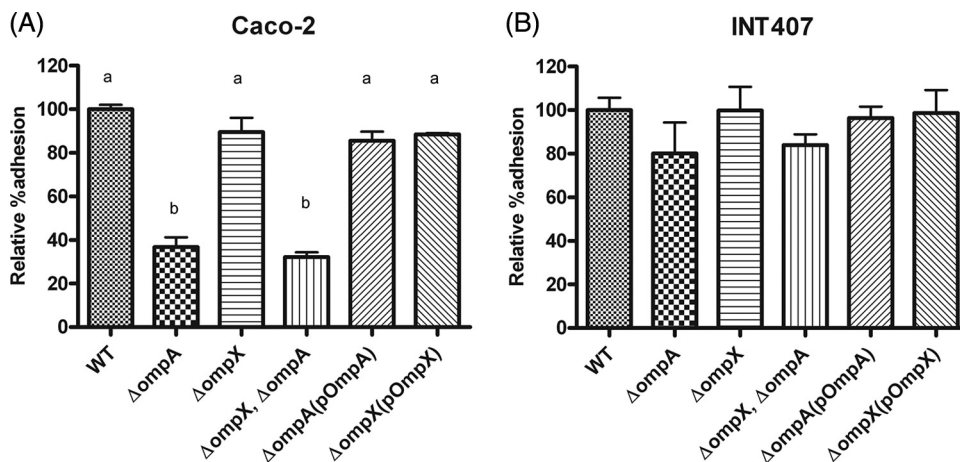 (A)
Caco-2
Relative %adhesion
120
100
80
60
40
20
0
a
b
a
b
a
a
WT
ΔompA
ΔompX
ΔompX, ΔompA
ΔompA(pOmpA)
ΔompX(pOmpX)
(B)
INT407
Relative %adhesion
120
100
80
60
40
20
0
WT
ΔompA
ΔompX
ΔompX, ΔompA
ΔompA(pOmpA)
ΔompX(pOmpX)